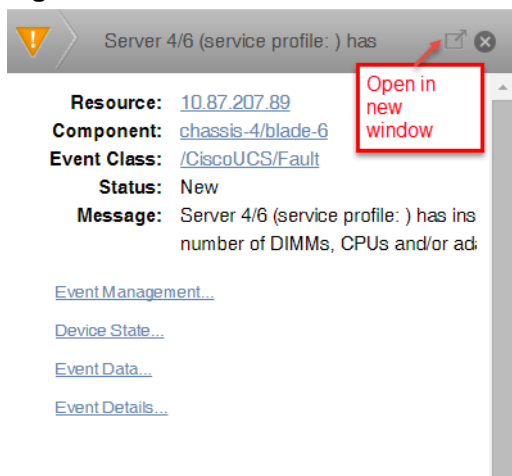 Server 4/6 (service profile: ) has
Open in
new
window
Resource: 10.87.207.89
Component: chassis-4/blade-6
Event Class: /CiscoUCS/Fault
Status: New
Message: Server 4/6 (service profile: ) has ins
number of DIMMs, CPUs and/or ada
Event Management...
Device State...
Event Data...
Event Details...